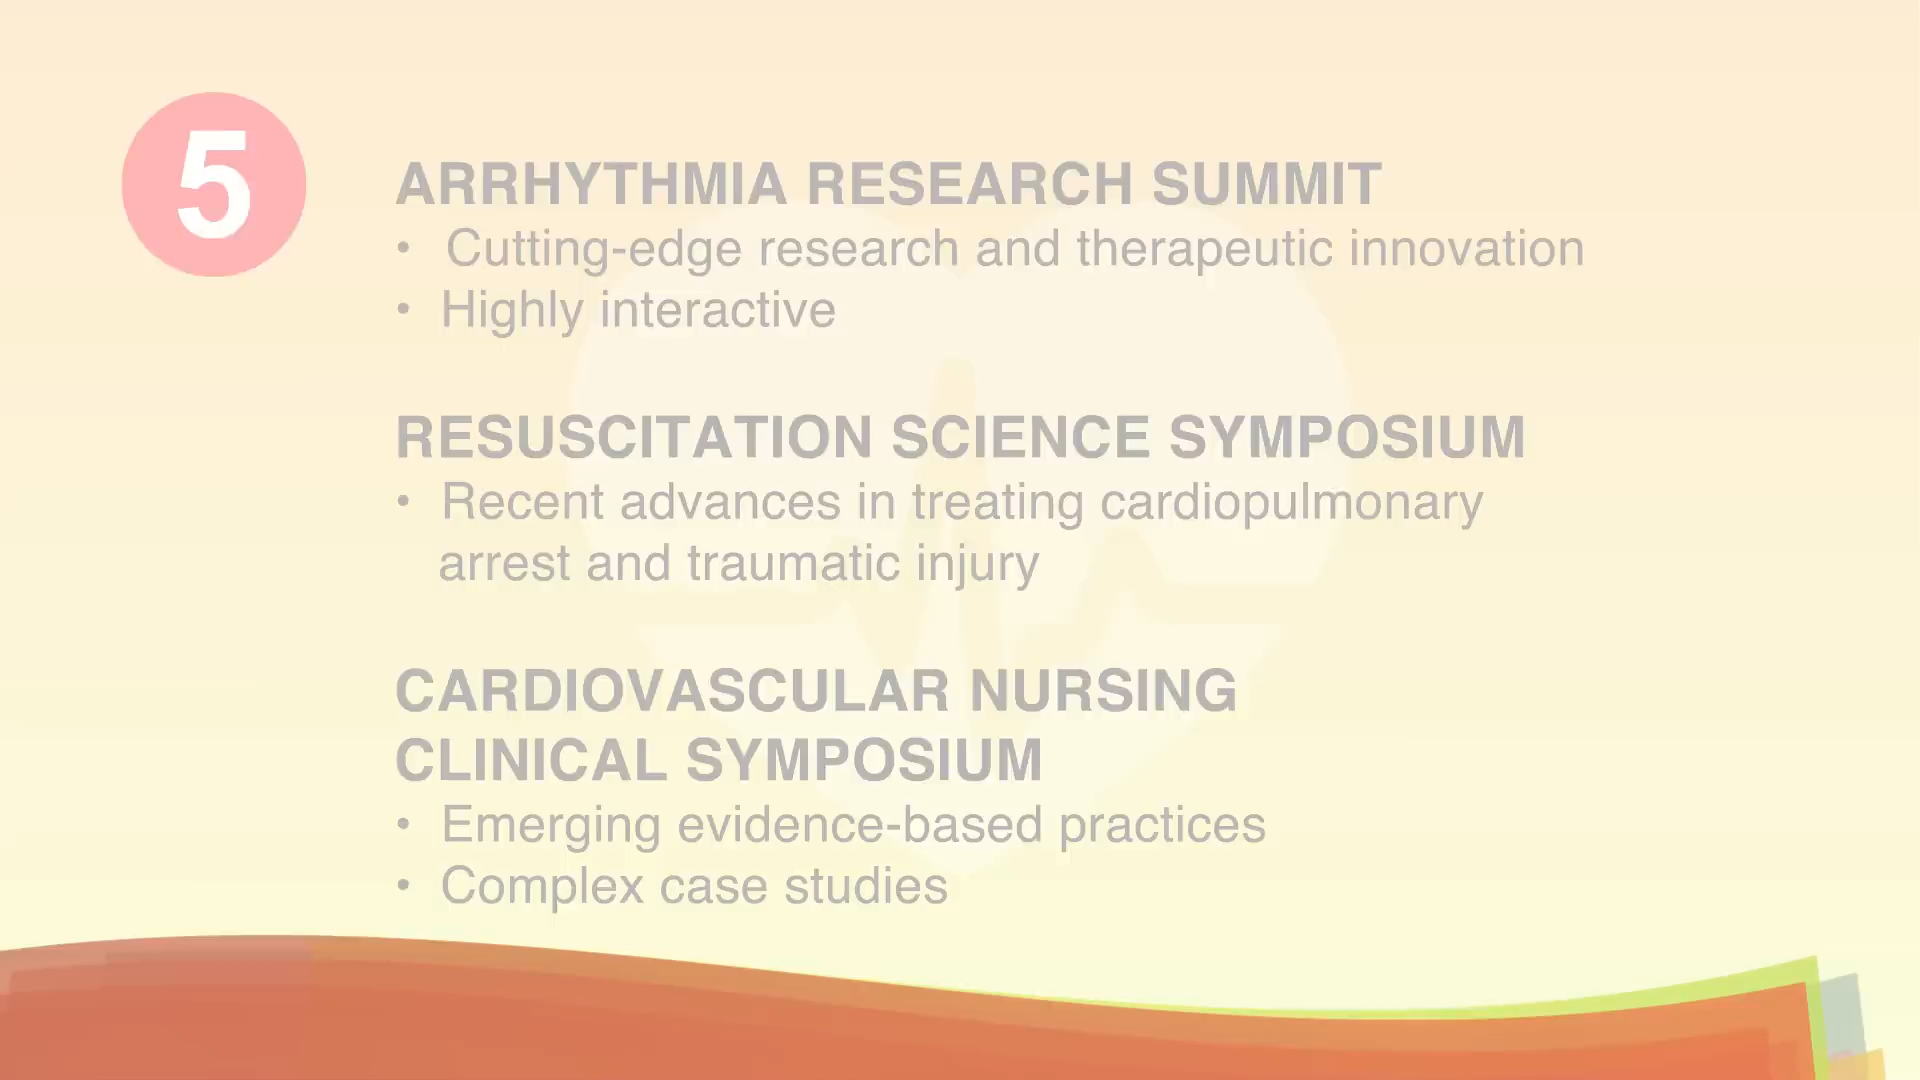 5
ARRHYTHMIA RESEARCH SUMMIT
• Cutting-edge research and therapeutic innovation
• Highly interactive
RESUSCITATION SCIENCE SYMPOSIUM
• Recent advances in treating cardiopulmonary
arrest and traumatic injury
CARDIOVASCULAR NURSING
CLINICAL SYMPOSIUM
• Emerging evidence-based practices
• Complex case studies